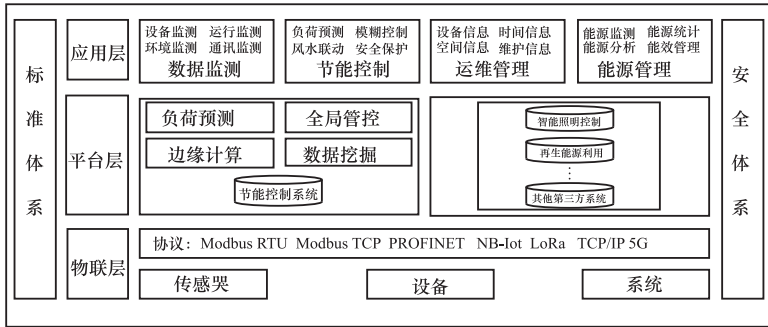 标准体系
应用层
设备监测 运行监测
环境监测 通讯监测
数据监测
负荷预测 模糊控制
风水联动 安全保护
节能控制
设备信息 时间信息
空间信息 维护信息
运维管理
能源监测 能源统计
能源分析 能效管理
能源管理
平台层
负荷预测 全局管控
边缘计算 数据挖掘
节能控制系统
智能照明控制
再生能源利用
⋮
其他第三方系统
物联层
协议：Modbus RTU Modbus TCP PROFINET NB-Iot LoRa TCP/IP 5G
传感哭 设备 系统
安全体系